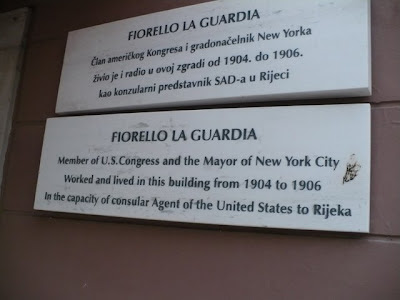 FIORELLO LA GUARDIA
Član američkog Kongresa i gradonačelnik New Yorka
živio je i radio u ovoj zgradi od 1904. do 1906.
kao konzularni predstavnik SAD-a u Rijeci
FIORELLO LA GUARDIA
Member of U.S.Congress and the Mayor of New York City
Worked and lived in this building from 1904 to 1906
In the capacity of consular Agent of the United States to Rijeka